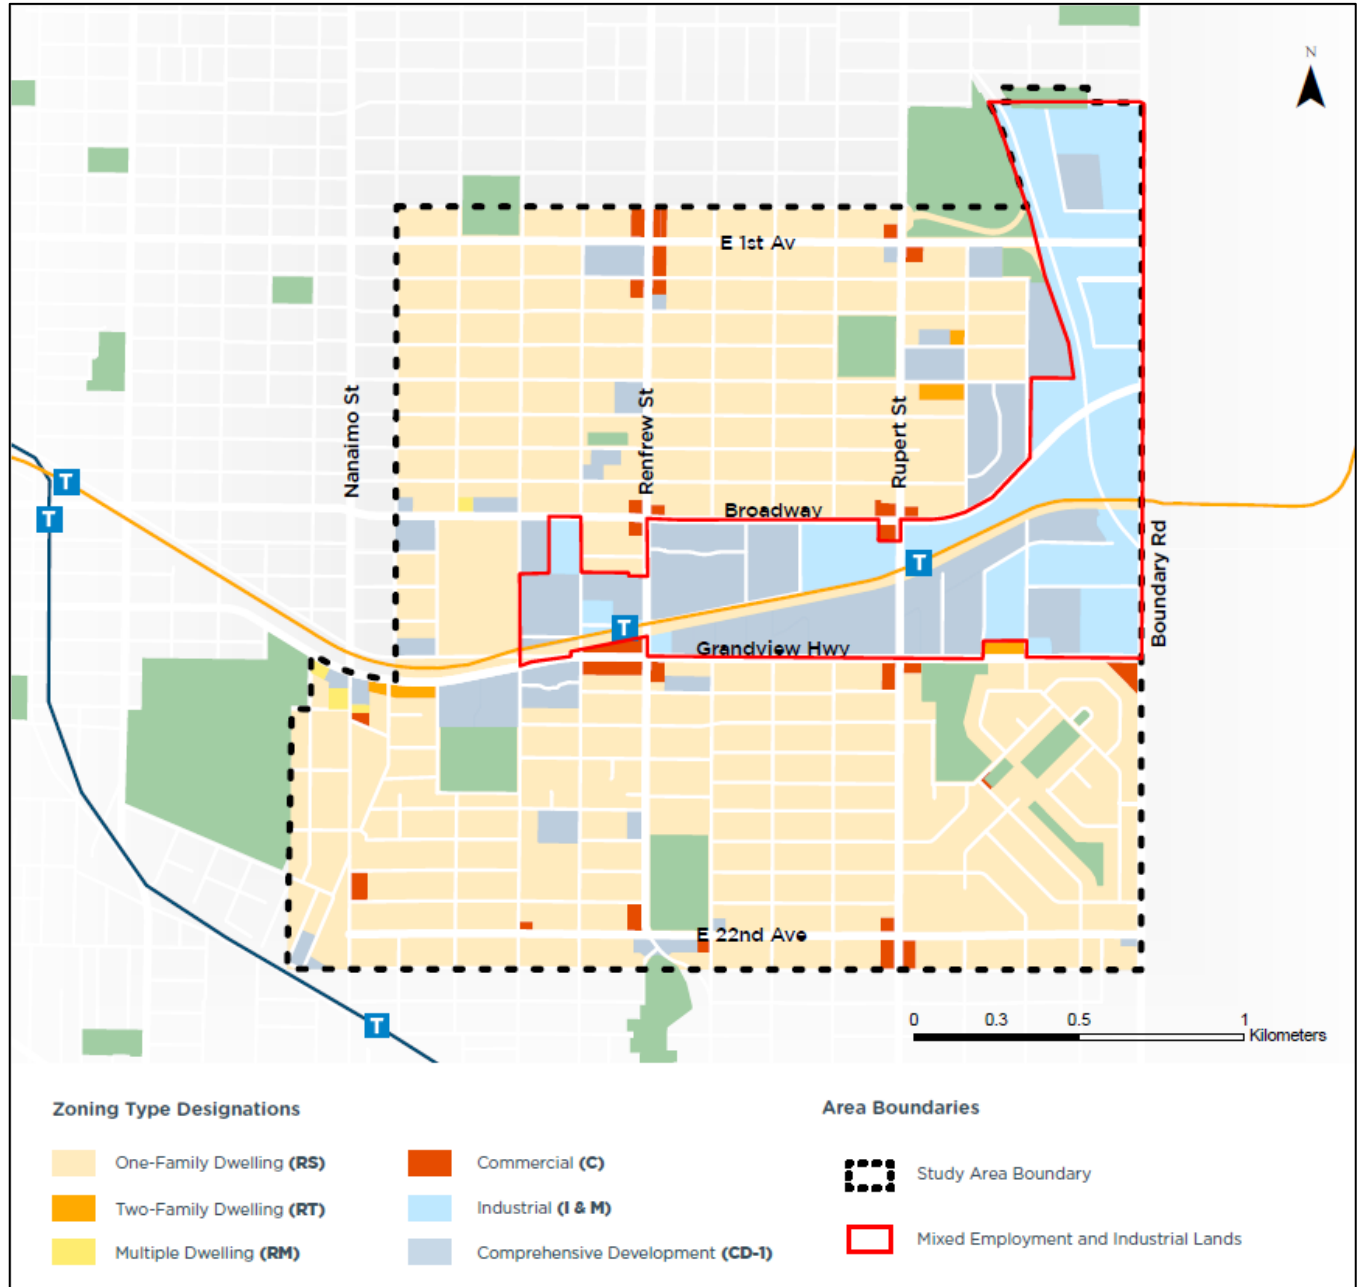 N
E 1st Av
Nanaimo St
Renfrew St
Rupert St
T
T
Broadway
T
Boundary Rd
T
Grandview Hwy
E 22nd Ave
T
0 0.3 0.5 1
Kilometers
Zoning Type Designations
Area Boundaries
One-Family Dwelling (RS)
Commercial (C)
Study Area Boundary
Two-Family Dwelling (RT)
Industrial (I & M)
Mixed Employment and Industrial Lands
Multiple Dwelling (RM)
Comprehensive Development (CD-1)